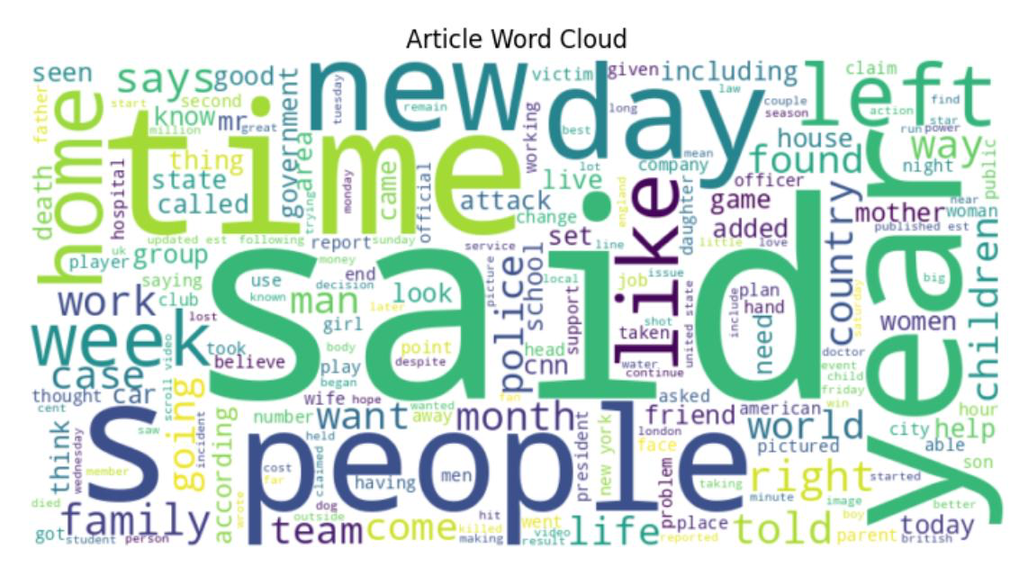 Article Word Cloud
seen
says
good
new
victim
given
including
left
claim
father
start
second
million
know
mr
great
government
tuesday
remain
day
long
law
couple
season
action
find
star
home
time
thing
area
working
best
lot
mean
company
house
found
run
power
way
night
public
death
hospital
state
called
trying
monday
came
official
attack
live
change
england
daughter
officer
game
added
country
mother
near
woman
published est
updated est
following
report
sunday
service
set
line
like
little
love
player
uk
group
money
saying
club
use
known
end
decision
later
look
picture
school
local
support
job
issue
shot
taken
united state
include
plan
hand
need
saturday
big
year
children
work
lost
man
girl
police
said
women
week
took
believe
body
play
began
point
despite
head
cnn
fan
water
continue
doctor
event
child
friday
win
case
scroll video
thought
car
cent
going
wife
hope
want
wanted
away
month
asked
friend
american
world
hour
city
help
s
saw
think
wednesday
member
incident
according
number
held
people
president
new york
london
face
problem
pictured
able
son
died
wrote
cost
far
claimed
having
men
right
taking
minute
started
image
better
family
dog
outside
hit
killed
making
went
video
result
life
reported
place
told
boy
parent
today
british
got
student
person
team
come